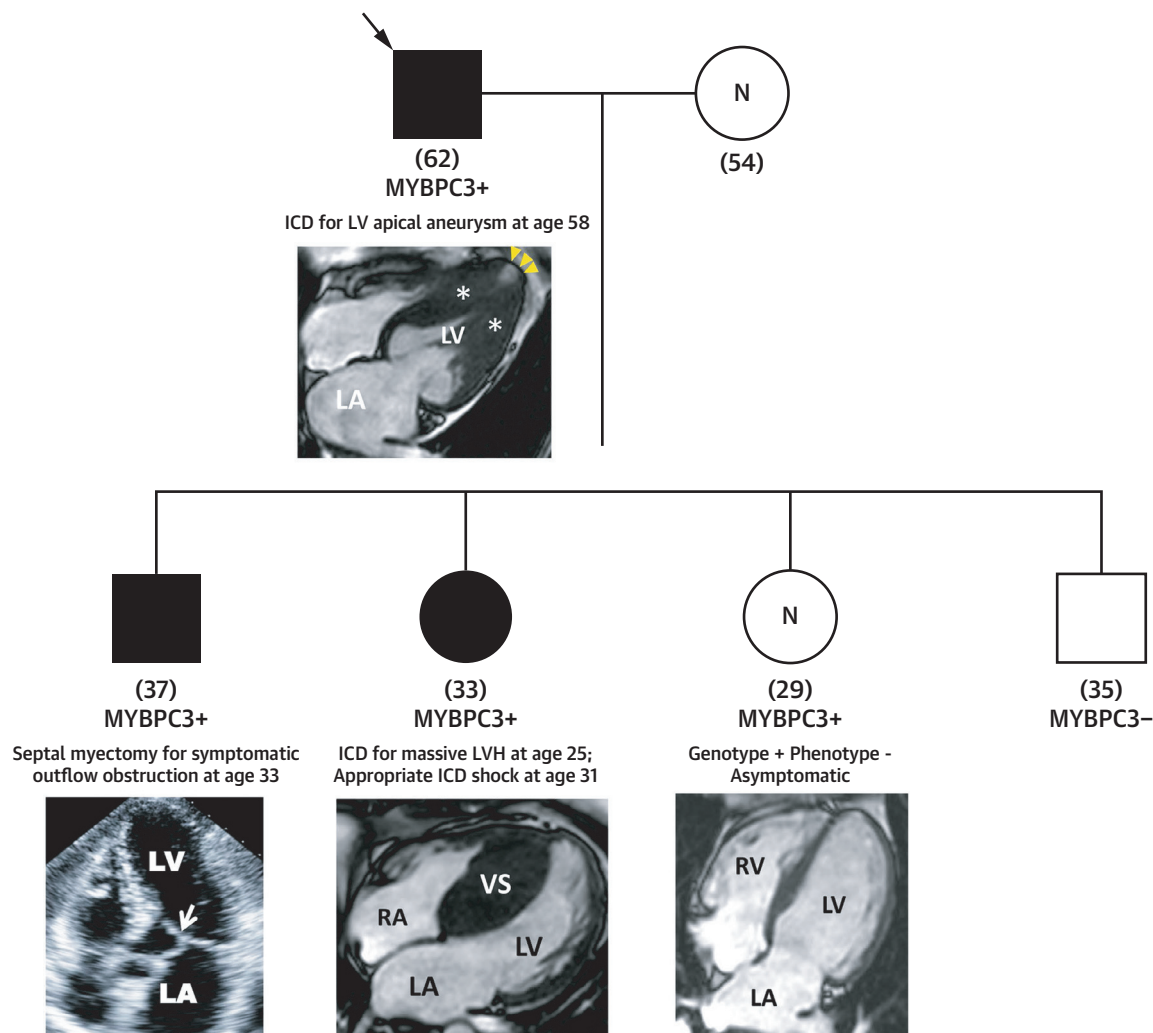 N
(62)
MYBPC3+
(54)
ICD for LV apical aneurysm at age 58
*
*
LV
LA
N
(37)
MYBPC3+
(33)
MYBPC3+
(29)
MYBPC3+
(35)
MYBPC3–
Septal myectomy for symptomatic
outflow obstruction at age 33
ICD for massive LVH at age 25;
Appropriate ICD shock at age 31
Genotype + Phenotype -
Asymptomatic
LV
LA
VS
RA
LV
LA
RV
LV
LA